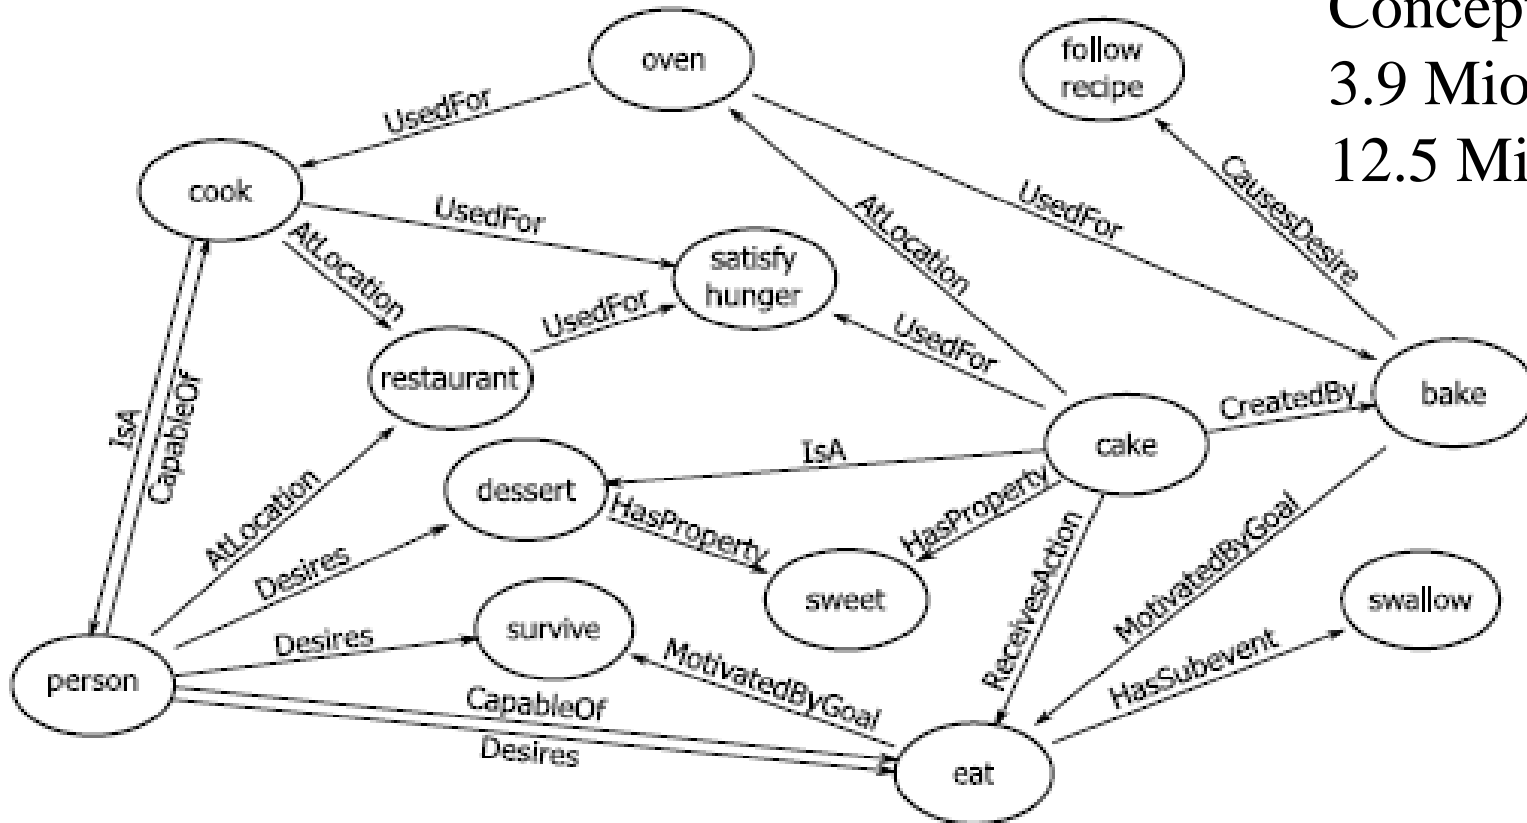 Concept
3.9 Mio
12.5 Mi
oven
follow
recipe
UsedFor
cook
UsedFor
AtLocation
UsedFor
CausesDesire
AtLocation
satisfy
hunger
UsedFor
UsedFor
restaurant
IsA
CapableOf
CreatedBy
bake
cake
IsA
dessert
AtLocation
HasProperty
HasProperty
Desires
ReceivesAction
MotivatedByGoal
sweet
swallow
survive
Desires
person
MotivatedByGoal
HasSubevent
CapableOf
Desires
eat